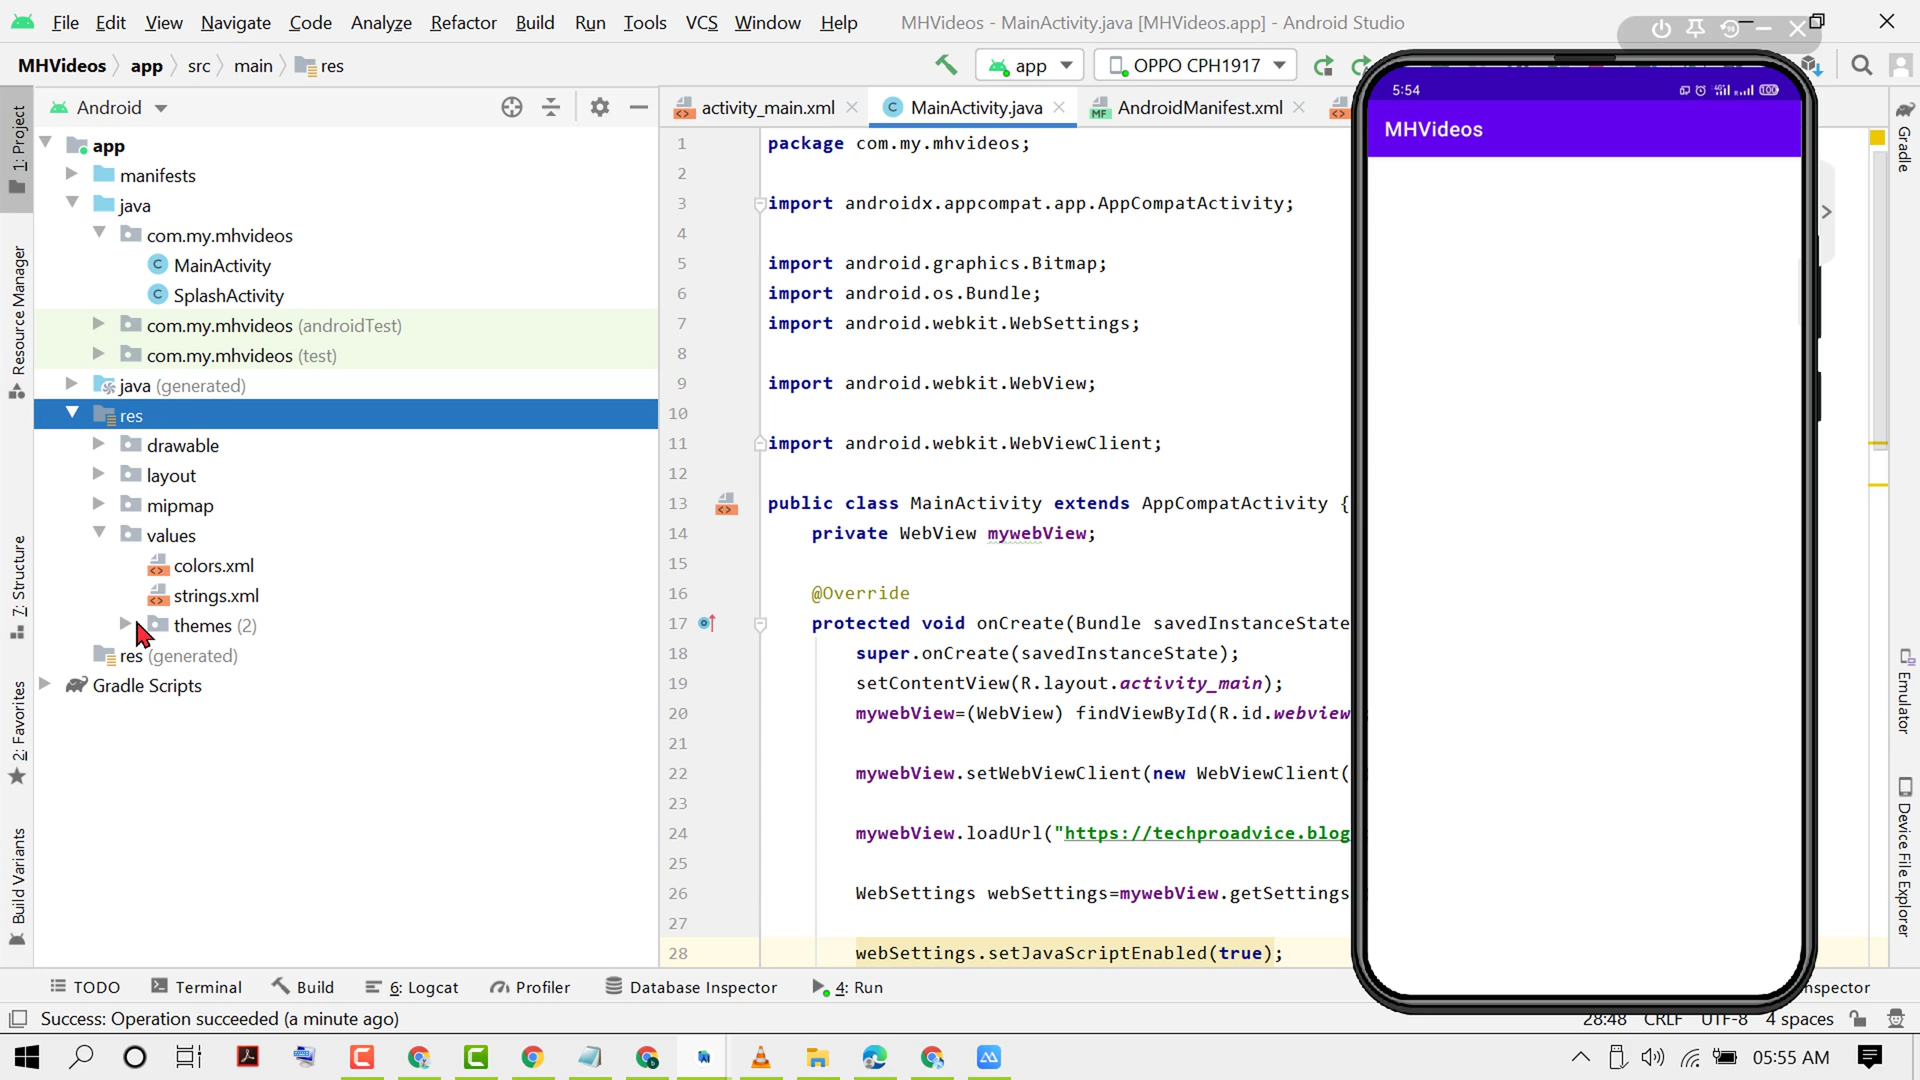 File Edit View Navigate Code Analyze Refactor Build Run Tools VCS Window Help MHVideos - MainActivity.java [MHVideos.app] - Android Studio
MHVideos app src main res app OPPO CPH1917
Android
activity_main.xml MainActivity.java AndroidManifest.xml
1: Project
Resource Manager
7: Structure
2: Favorites
Build Variants
app
manifests
java
com.my.mhvideos
MainActivity
SplashActivity
com.my.mhvideos (androidTest)
com.my.mhvideos (test)
java (generated)
res
drawable
layout
mipmap
values
colors.xml
strings.xml
themes (2)
res (generated)
Gradle Scripts
1 package com.my.mhvideos;
2
3 import androidx.appcompat.app.AppCompatActivity;
4
5 import android.graphics.Bitmap;
6 import android.os.Bundle;
7 import android.webkit.WebSettings;
8
9 import android.webkit.WebView;
10
11 import android.webkit.WebViewClient;
12
13 public class MainActivity extends AppCompatActivity {
14 private WebView mywebView;
15
16 @Override
17 protected void onCreate(Bundle savedInstanceState
18 super.onCreate(savedInstanceState);
19 setContentView(R.layout.activity_main);
20 mywebView=(WebView) findViewById(R.id.webview
21
22 mywebView.setWebViewClient(new WebViewClient(
23
24 mywebView.loadUrl("https://techproadvice.blog
25
26 WebSettings webSettings=mywebView.getSettings
27
28 webSettings.setJavaScriptEnabled(true);
5:54 100
MHVideos
Gradle
Emulator
Device File Explorer
TODO Terminal Build 6: Logcat Profiler Database Inspector 4: Run nspector
Success: Operation succeeded (a minute ago) 28:48 CRLF UTF-8 4 spaces
05:55 AM